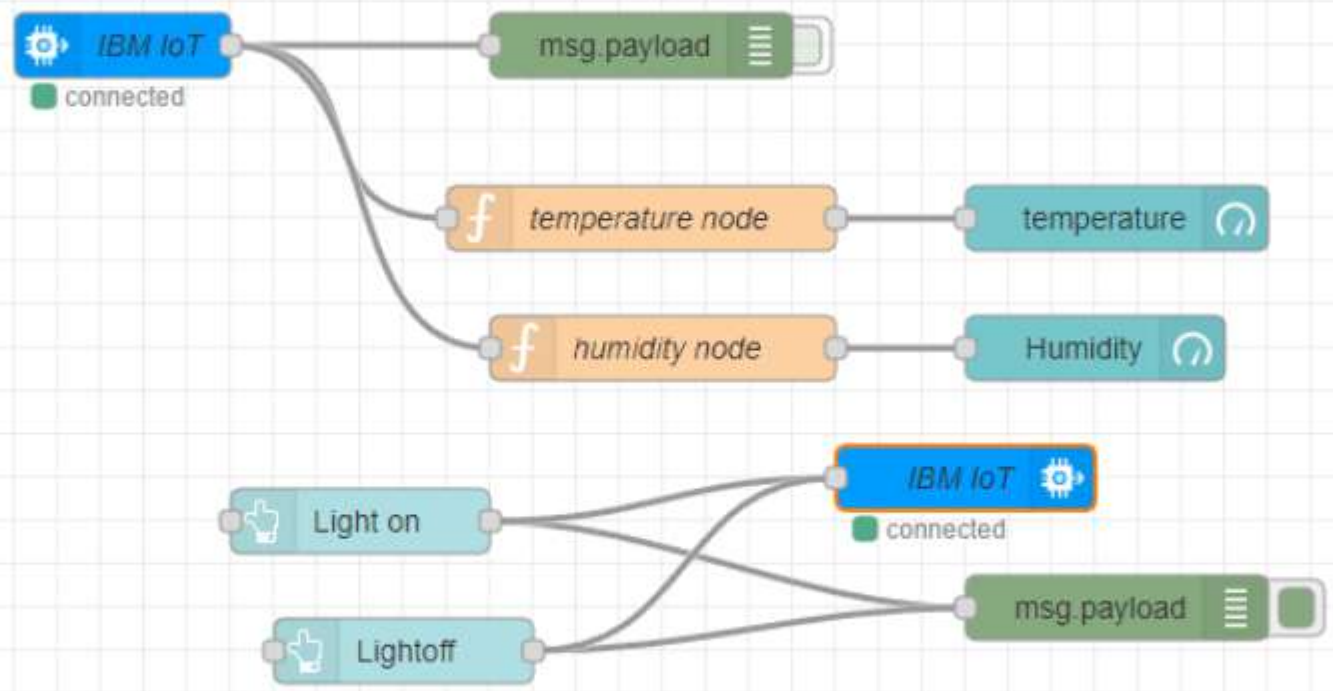 IBM IoT
msg.payload
connected
temperature node
temperature
humidity node
Humidity
IBM IoT
connected
Light on
msg.payload
Lightoff